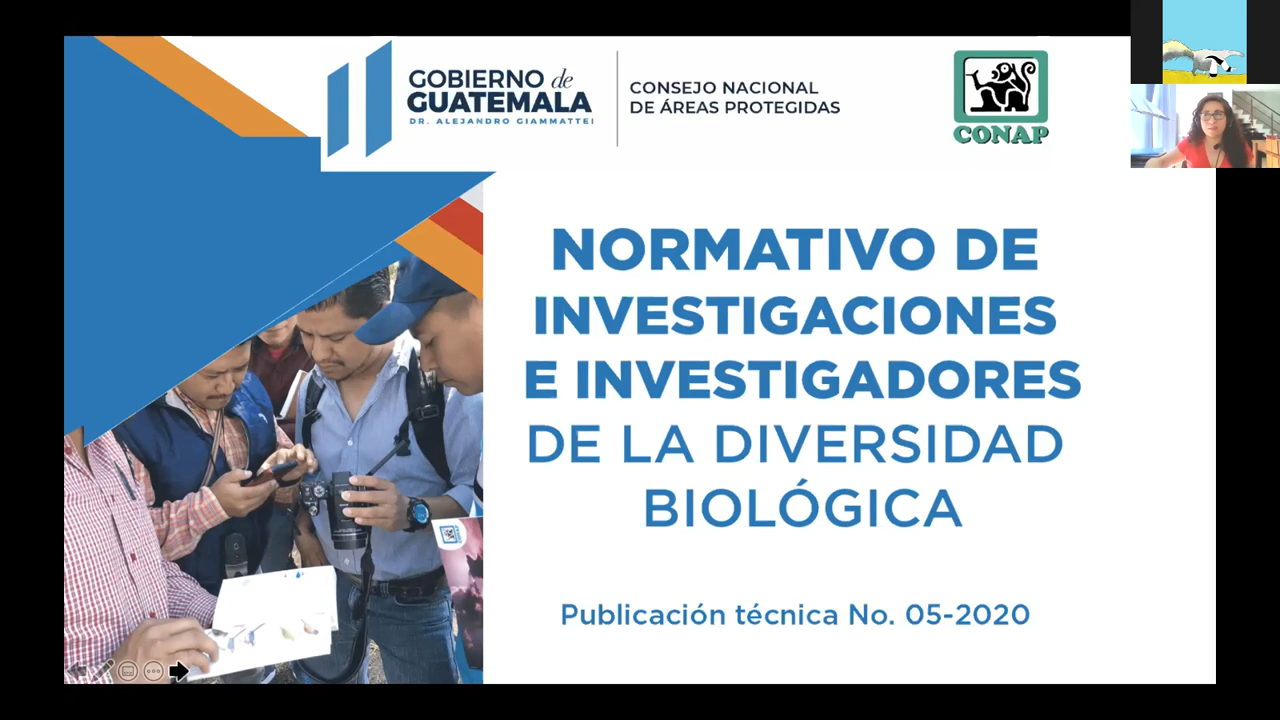 GOBIERNO de
GUATEMALA
DR. ALEJANDRO GIAMMATTEI
CONSEJO NACIONAL
DE ÁREAS PROTEGIDAS
CONAP
NORMATIVO DE
INVESTIGACIONES
E INVESTIGADORES
DE LA DIVERSIDAD
BIOLÓGICA
Publicación técnica No. 05-2020